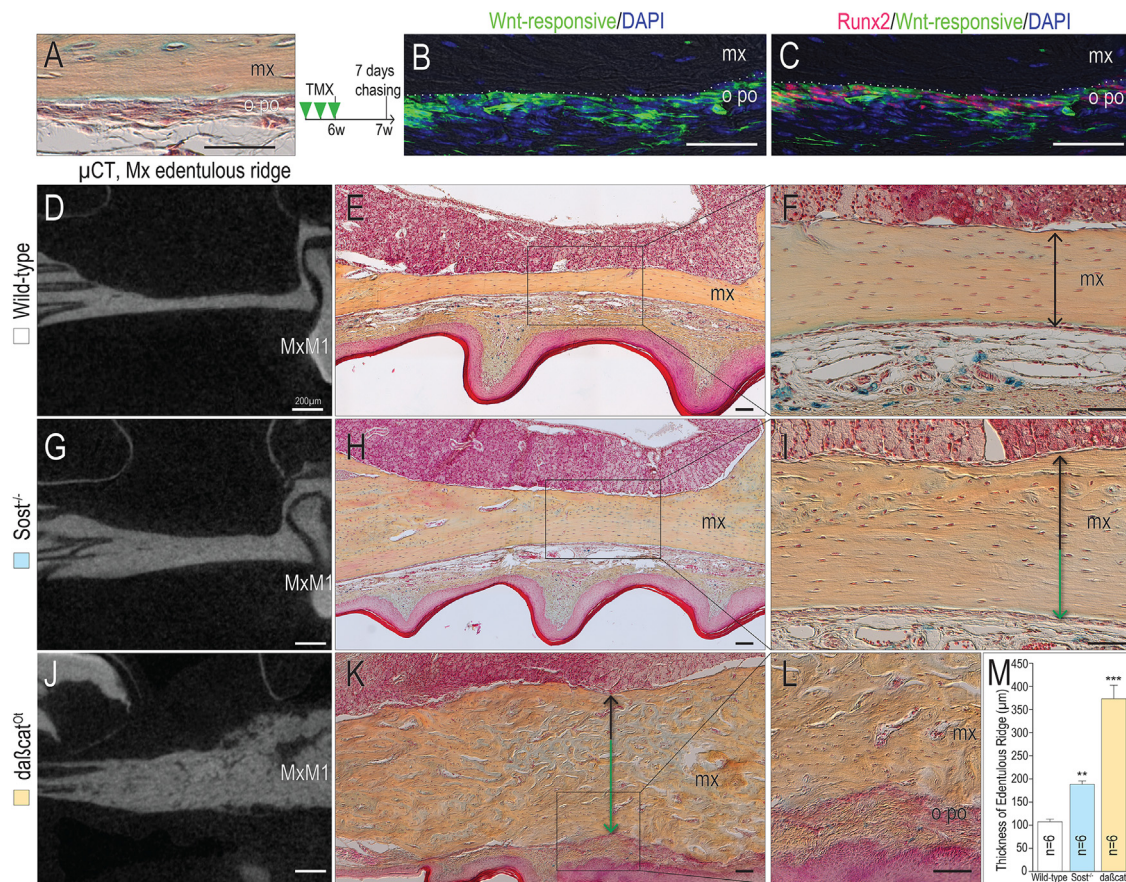 Wnt-responsive/DAPI
Runx2/Wnt-responsive/DAPI
A
mx
o po
TMX
7 days
chasing
6w
7w
B
mx
o po
C
mx
o po
µCT, Mx edentulous ridge
Wild-type
D
MxM1
200µm
E
mx
F
mx
Sost-/-
G
MxM1
H
mx
I
mx
daßcatOt
J
MxM1
K
mx
L
mx
o po
M
Thickness of Edentulous Ridge (µm)
450
400
350
300
250
200
150
100
50
0
***
**
n=6
n=6
n=6
Wild-type
Sost-/-
daßcat